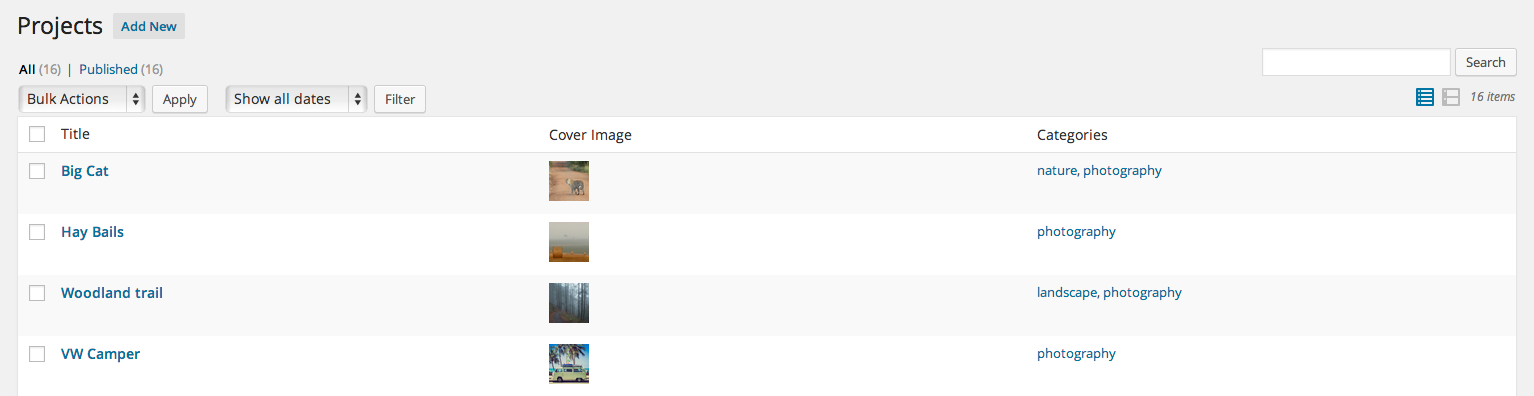 Projects Add New
All (16) | Published (16)
Search
Bulk Actions Apply Show all dates Filter 16 items
Title Cover Image Categories
Big Cat nature, photography
Hay Bails photography
Woodland trail landscape, photography
VW Camper photography